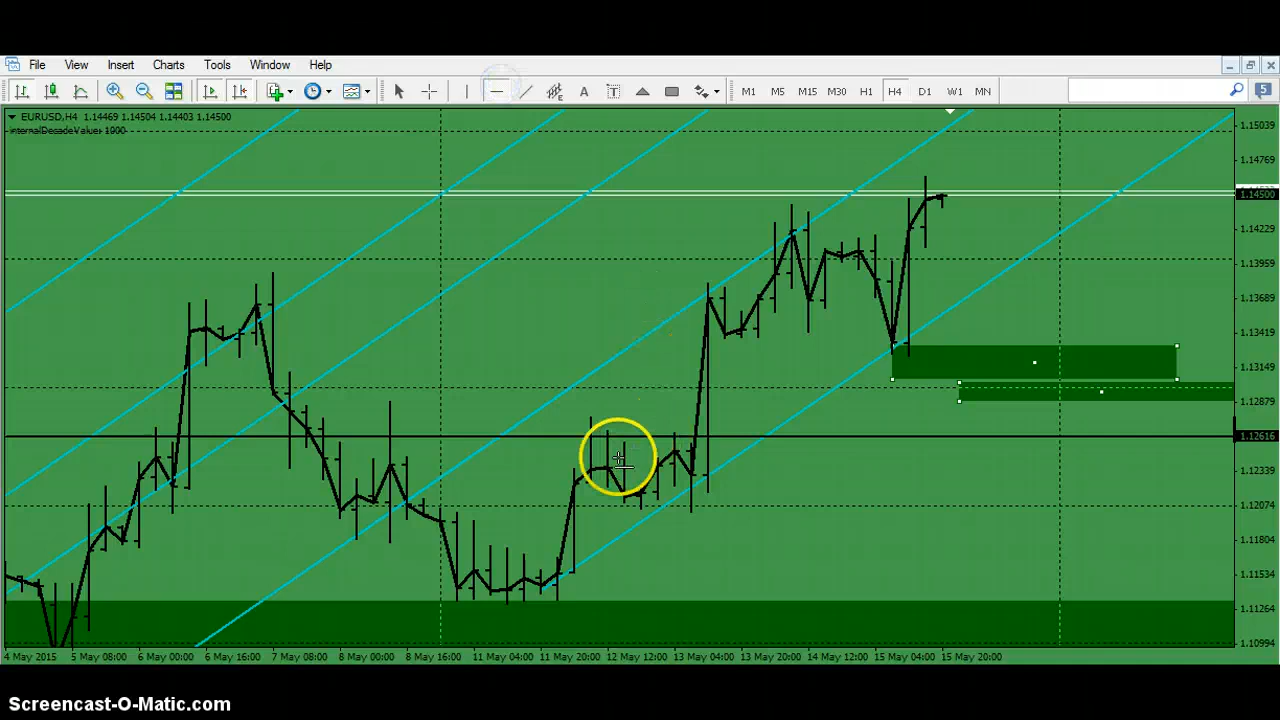 File View Insert Charts Tools Window Help
A T M1 M5 M15 M30 H1 H4 D1 W1 MN 5
EURUSD,H4 1.14469 1.14504 1.14403 1.14500
internalDecadeValue: 1000
1.15039
1.14769
1.14500
1.14229
1.13959
1.13689
1.13419
1.13149
1.12879
1.12616
1.12339
1.12074
1.11804
1.11534
1.11264
1.10994
4 May 2015 5 May 08:00 6 May 00:00 6 May 16:00 7 May 08:00 8 May 00:00 8 May 16:00 11 May 04:00 11 May 20:00 12 May 12:00 13 May 04:00 13 May 20:00 14 May 12:00 15 May 04:00 15 May 20:00
Screencast-O-Matic.com